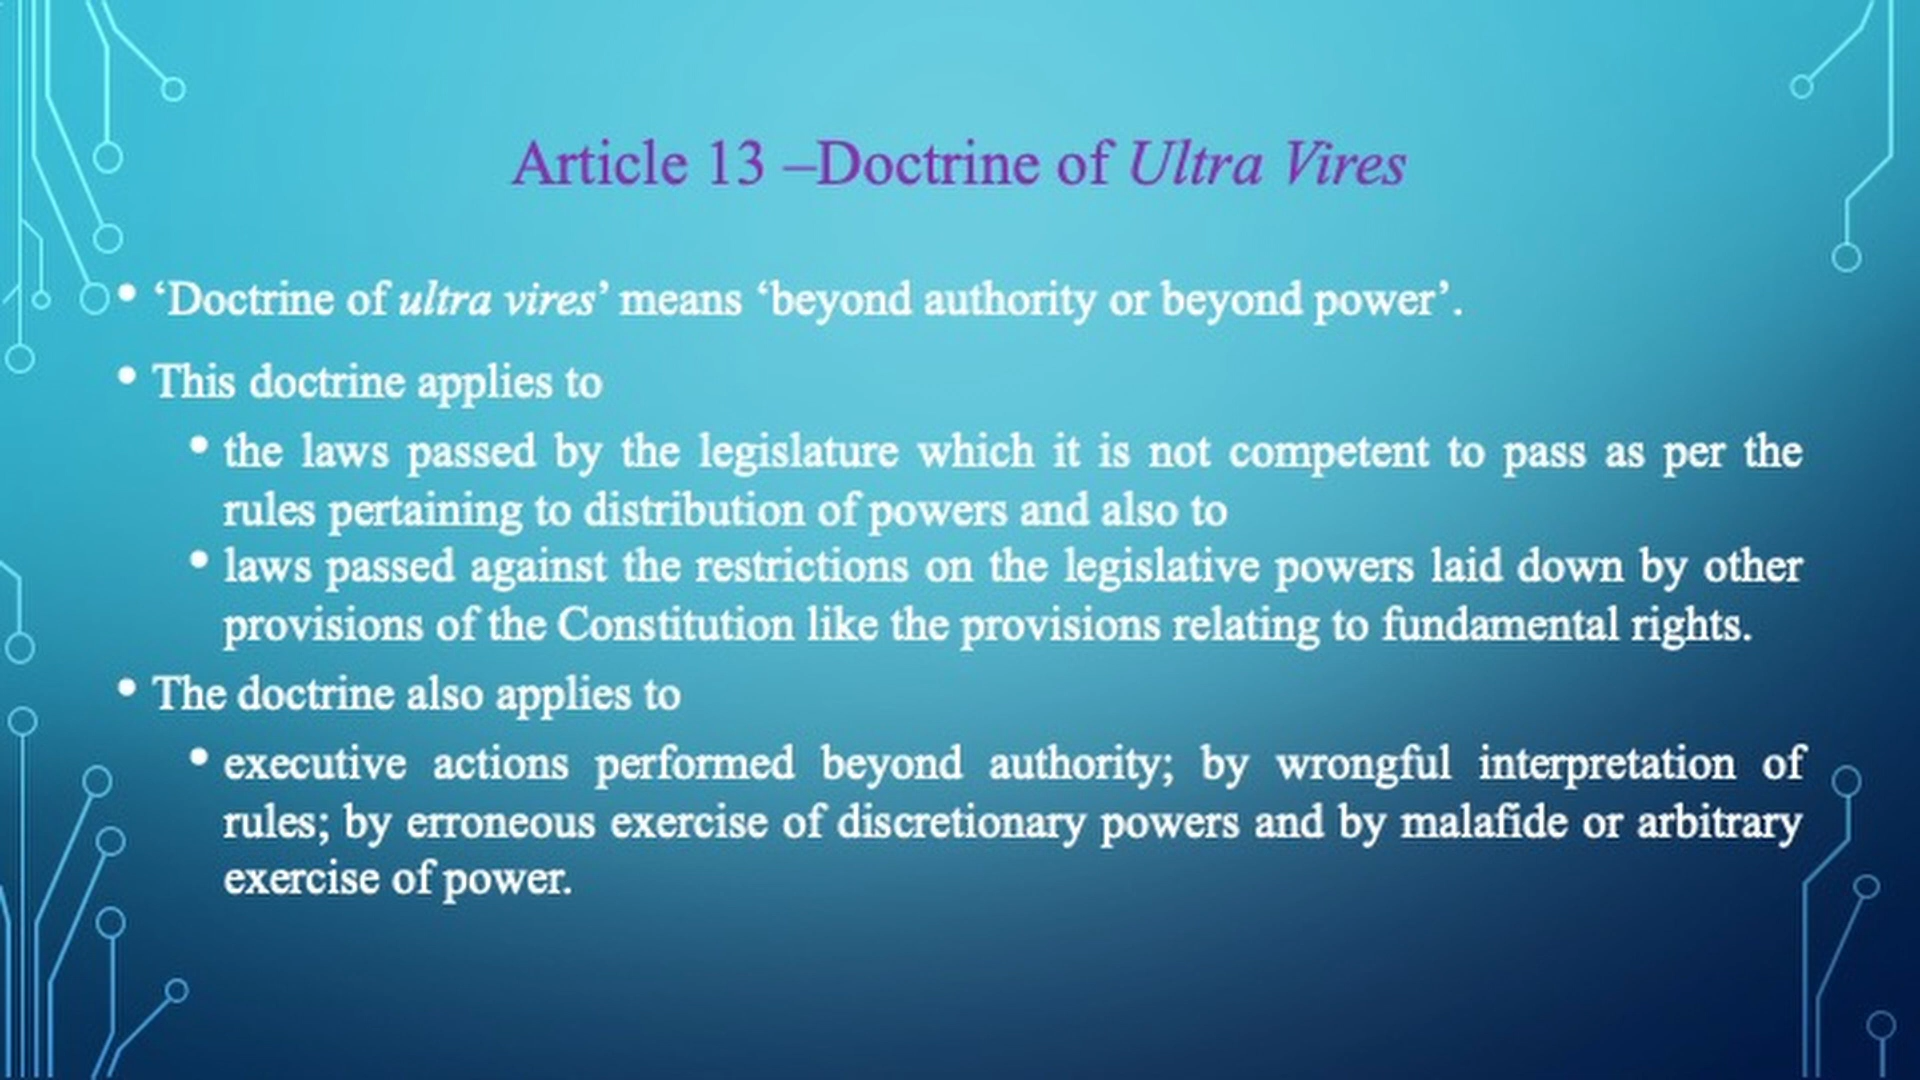 Article 13 –Doctrine of Ultra Vires
• ‘Doctrine of ultra vires’ means ‘beyond authority or beyond power’.
• This doctrine applies to
• the laws passed by the legislature which it is not competent to pass as per the
rules pertaining to distribution of powers and also to
• laws passed against the restrictions on the legislative powers laid down by other
provisions of the Constitution like the provisions relating to fundamental rights.
• The doctrine also applies to
• executive actions performed beyond authority; by wrongful interpretation of
rules; by erroneous exercise of discretionary powers and by malafide or arbitrary
exercise of power.